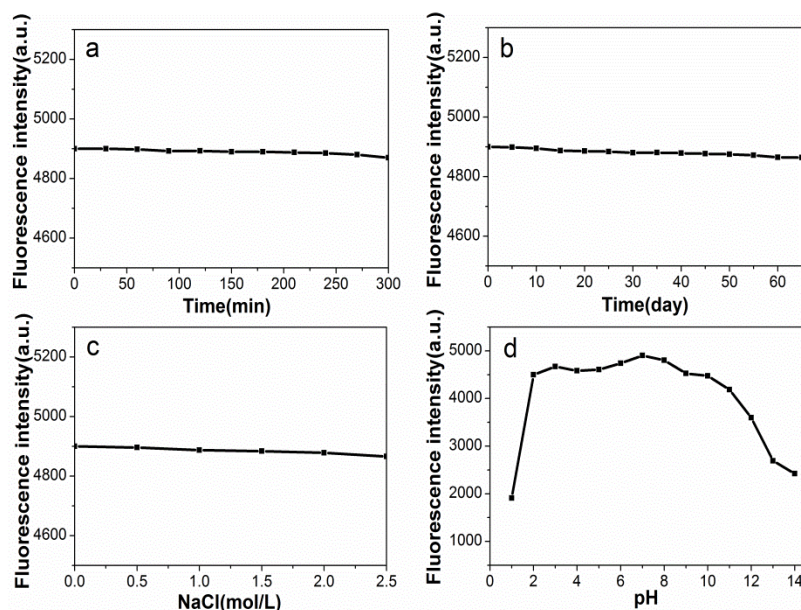 a
Fluorescence intensity(a.u.)
5200
5000
4800
4600
0 50 100 150 200 250 300
Time(min)
b
Fluorescence intensity(a.u.)
5200
5000
4800
4600
0 10 20 30 40 50 60
Time(day)
c
Fluorescence intensity(a.u.)
5200
5000
4800
4600
0.0 0.5 1.0 1.5 2.0 2.5
NaCl(mol/L)
d
Fluorescence intensity(a.u.)
5000
4000
3000
2000
1000
0 2 4 6 8 10 12 14
pH